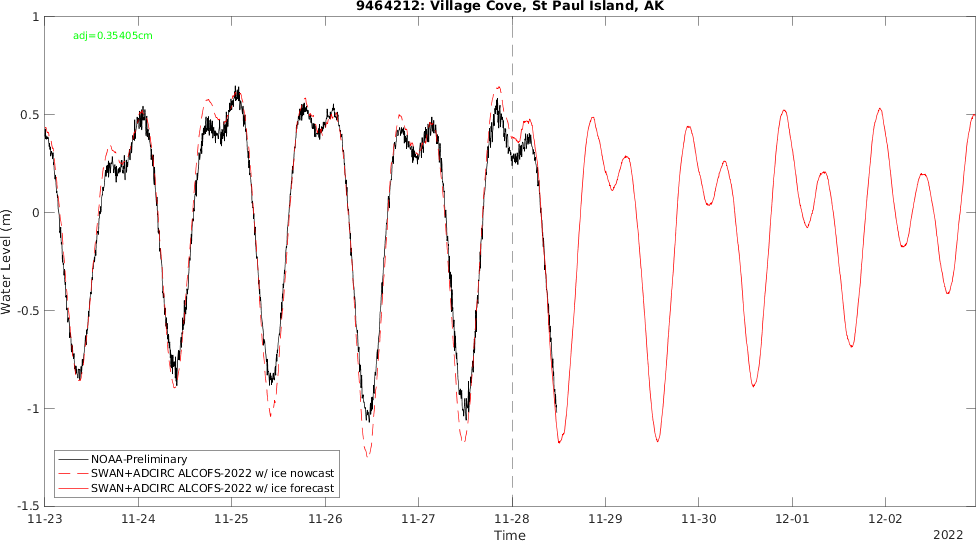 9464212: Village Cove, St Paul Island, AK
adj=0.35405cm
1
0.5
0
-0.5
-1
-1.5
Water Level (m)
NOAA-Preliminary
SWAN+ADCIRC ALCOFS-2022 w/ ice nowcast
SWAN+ADCIRC ALCOFS-2022 w/ ice forecast
11-23 11-24 11-25 11-26 11-27 11-28 11-29 11-30 12-01 12-02
Time
2022